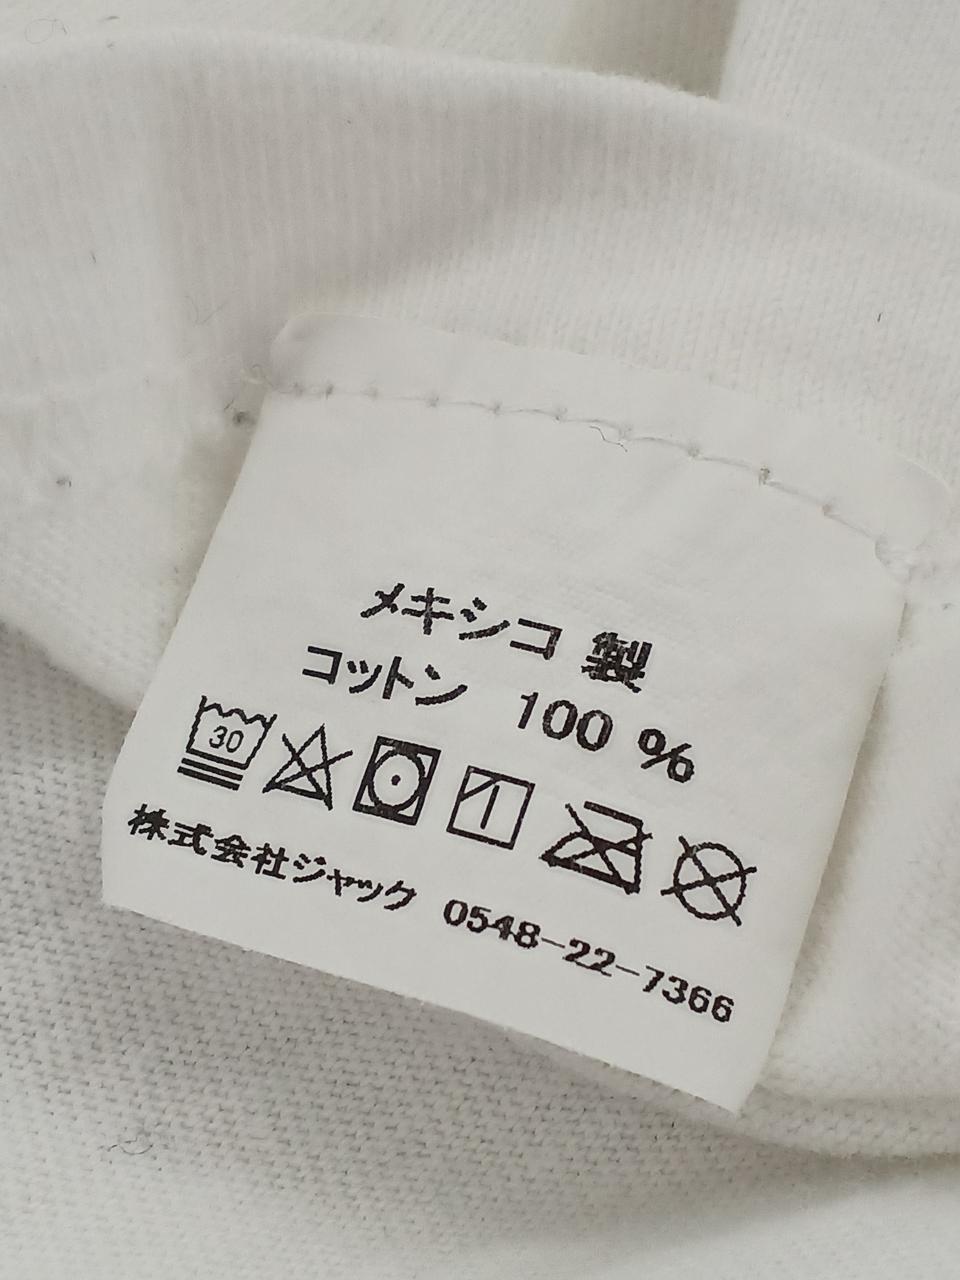 メキシコ 製
コットン 100 %
30
株式会社ジャック 0548-22-7366